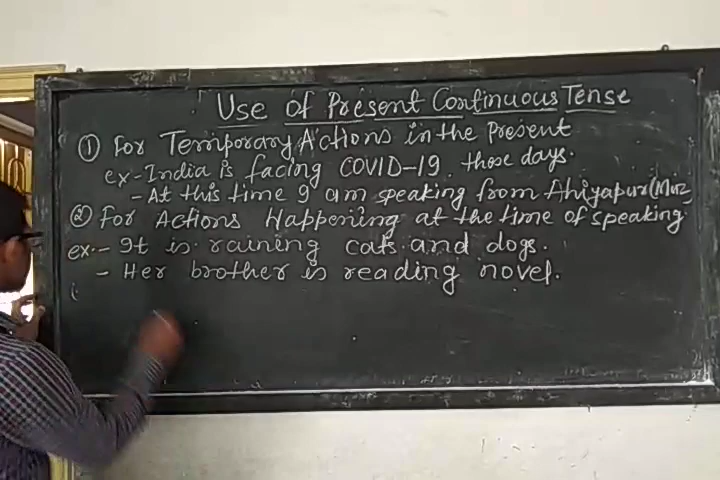 Use of Present Continuous Tense
① For Temporary Actions in the Present
ex-India is facing COVID-19. those days.
- At this time I am speaking from Ahiyapur(Muz
② For Actions Happening at the time of speaking
ex.- It is raining cats and dogs.
- Her brother is reading novel.
(